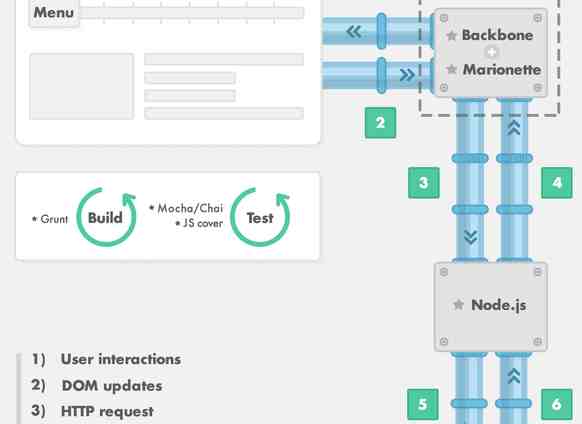 Menu
★ Backbone
+
★ Marionette
2
3
4
★ Grunt
Build
★ Mocha/Chai
★ JS cover
Test
★ Node.js
1) User interactions
2) DOM updates
3) HTTP request
5
6